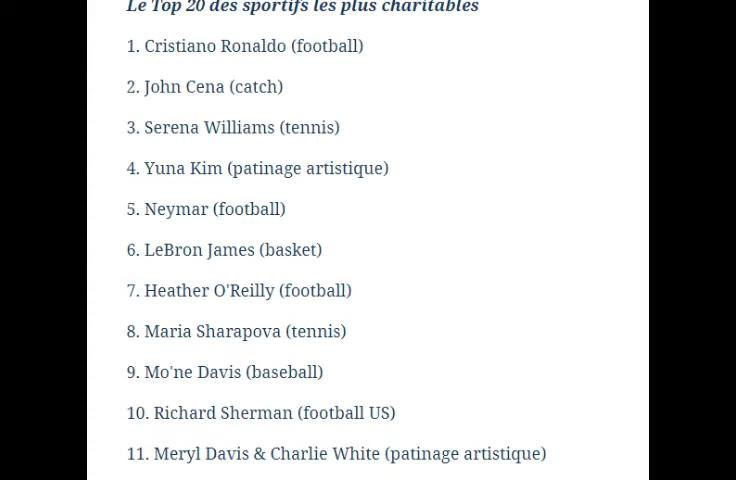 Le Top 20 des sportifs les plus charitables
1. Cristiano Ronaldo (football)
2. John Cena (catch)
3. Serena Williams (tennis)
4. Yuna Kim (patinage artistique)
5. Neymar (football)
6. LeBron James (basket)
7. Heather O'Reilly (football)
8. Maria Sharapova (tennis)
9. Mo'ne Davis (baseball)
10. Richard Sherman (football US)
11. Meryl Davis & Charlie White (patinage artistique)